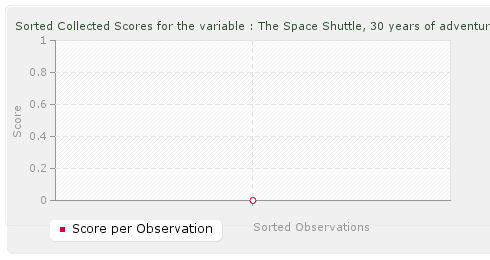 Sorted Collected Scores for the variable : The Space Shuttle, 30 years of
1
0.8
0.6
0.4
0.2
0
Score
Sorted Observations
Score per Observation